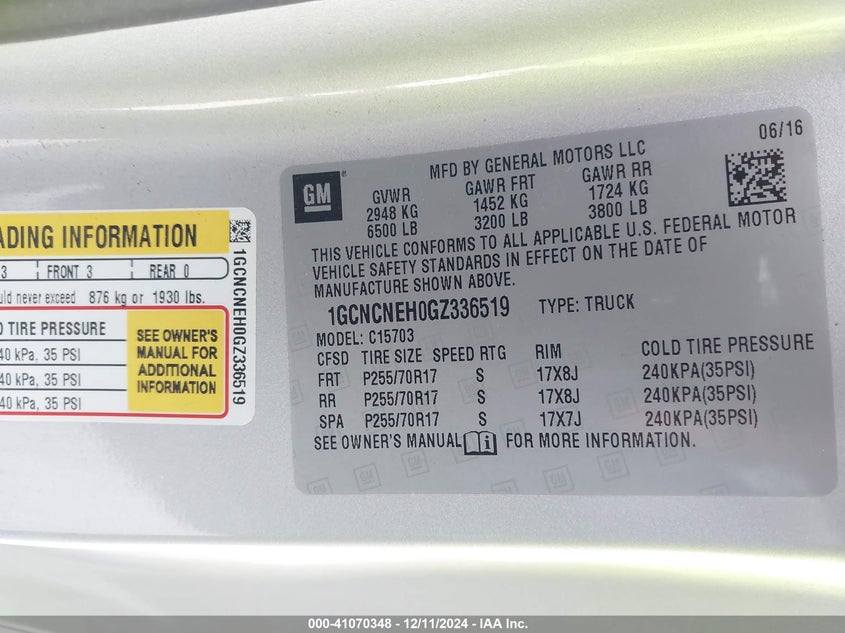 ADING INFORMATION
3 FRONT 3 REAR 0
uld never exceed 876 kg or 1930 lbs.
D TIRE PRESSURE
40 kPa, 35 PSI
40 kPa, 35 PSI
40 kPa, 35 PSI
SEE OWNER'S
MANUAL FOR
ADDITIONAL
INFORMATION
1GCNCNEH0GZ336519
06/16
GM
MFD BY GENERAL MOTORS LLC
GVWR GAWR FRT GAWR RR
2948 KG 1452 KG 1724 KG
6500 LB 3200 LB 3800 LB
THIS VEHICLE CONFORMS TO ALL APPLICABLE U.S. FEDERAL MOTOR
VEHICLE SAFETY STANDARDS IN EFFECT ON THE DATE OF
MANUFACTURE SHOWN ABOVE.
1GCNCNEH0GZ336519 TYPE: TRUCK
MODEL: C15703
CFSD TIRE SIZE SPEED RTG RIM COLD TIRE PRESSURE
FRT P255/70R17 S 17X8J 240KPA(35PSI)
RR P255/70R17 S 17X8J 240KPA(35PSI)
SPA P255/70R17 S 17X7J 240KPA(35PSI)
SEE OWNER'S MANUAL FOR MORE INFORMATION.
000-41070348 - 12/11/2024 - IAA Inc.